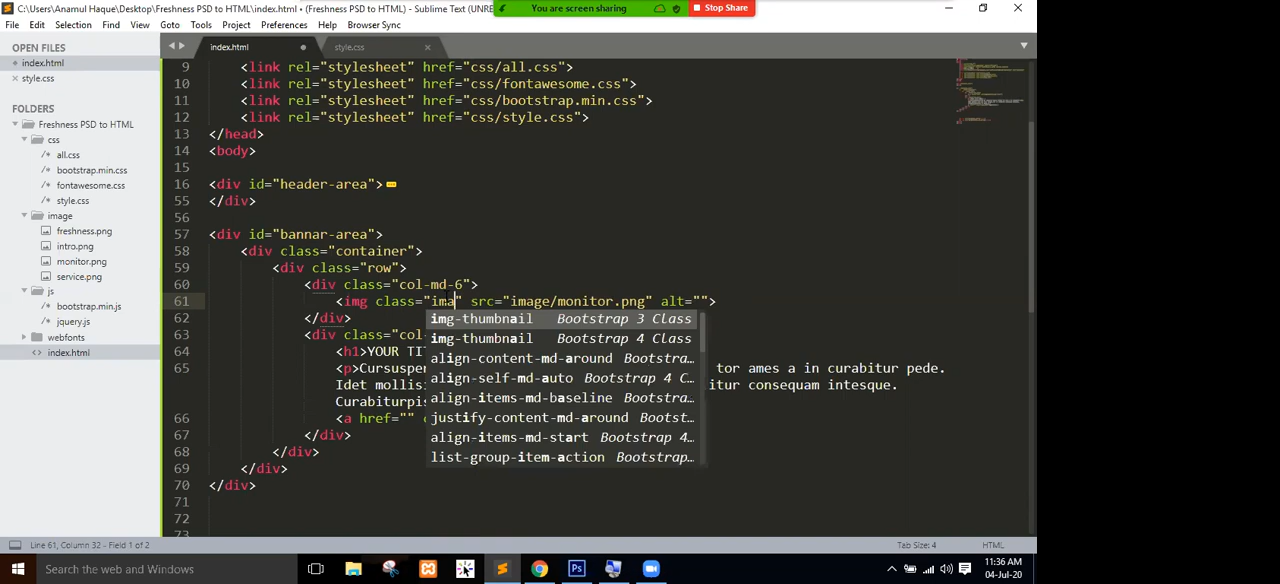 C:\Users\Anamul Haque\Desktop\Freshness PSD to HTML\index.html • (Freshness PSD to HTML) - Sublime Text (UNRE
You are screen sharing
Stop Share
File Edit Selection Find View Goto Tools Project Preferences Help Browser Sync
OPEN FILES
index.html
style.css
FOLDERS
Freshness PSD to HTML
css
all.css
bootstrap.min.css
fontawesome.css
style.css
image
freshness.png
intro.png
monitor.png
service.png
js
bootstrap.min.js
jquery.js
webfonts
index.html
index.html
style.css
9 <link rel="stylesheet" href="css/all.css">
10 <link rel="stylesheet" href="css/fontawesome.css">
11 <link rel="stylesheet" href="css/bootstrap.min.css">
12 <link rel="stylesheet" href="css/style.css">
13 </head>
14 <body>
15
16 <div id="header-area">
55 </div>
56
57 <div id="bannar-area">
58 <div class="container">
59 <div class="row">
60 <div class="col-md-6">
61 <img class="ima" src="image/monitor.png" alt="">
62 </div>
63 <div class="col-
64 <h1>YOUR TIT
65 <p>Cursuspen tor ames a in curabitur pede.
Idet mollisi itur consequam intesque.
Curabiturpis
66 <a href="" c
67 </div>
68 </div>
69 </div>
70 </div>
71
72
73
img-thumbnail Bootstrap 3 Class
img-thumbnail Bootstrap 4 Class
align-content-md-around Bootstra…
align-self-md-auto Bootstrap 4 C…
align-items-md-baseline Bootstra…
justify-content-md-around Bootst…
align-items-md-start Bootstrap 4…
list-group-item-action Bootstrap…
Line 61, Column 32 - Field 1 of 2
Tab Size: 4
HTML
Search the Web and Windows
11:36 AM
04-Jul-20